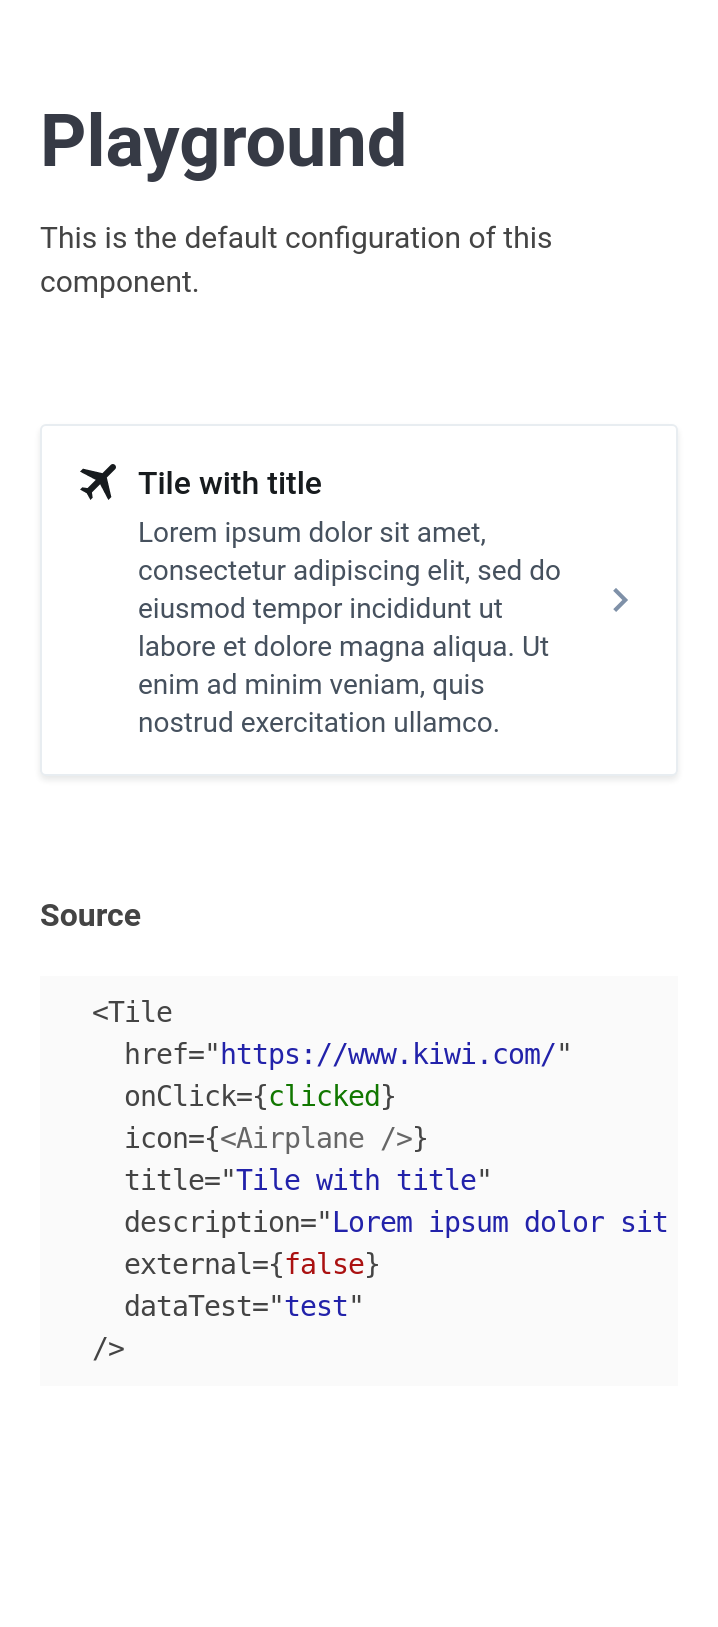 Playground
This is the default configuration of this
component.
Tile with title
Lorem ipsum dolor sit amet,
consectetur adipiscing elit, sed do
eiusmod tempor incididunt ut
labore et dolore magna aliqua. Ut
enim ad minim veniam, quis
nostrud exercitation ullamco.
Source
<Tile
  href="https://www.kiwi.com/"
  onClick={clicked}
  icon={<Airplane />}
  title="Tile with title"
  description="Lorem ipsum dolor sit
  external={false}
  dataTest="test"
/>